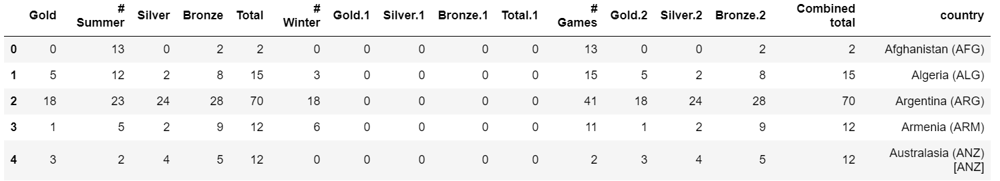 Gold # Summer Silver Bronze Total # Winter Gold.1 Silver.1 Bronze.1 Total.1 # Games Gold.2 Silver.2 Bronze.2 Combined total country
0 0 13 0 2 2 0 0 0 0 0 13 0 0 2 2 Afghanistan (AFG)
1 5 12 2 8 15 3 0 0 0 0 15 5 2 8 15 Algeria (ALG)
2 18 23 24 28 70 18 0 0 0 0 41 18 24 28 70 Argentina (ARG)
3 1 5 2 9 12 6 0 0 0 0 11 1 2 9 12 Armenia (ARM)
4 3 2 4 5 12 0 0 0 0 0 2 3 4 5 12 Australasia (ANZ) [ANZ]